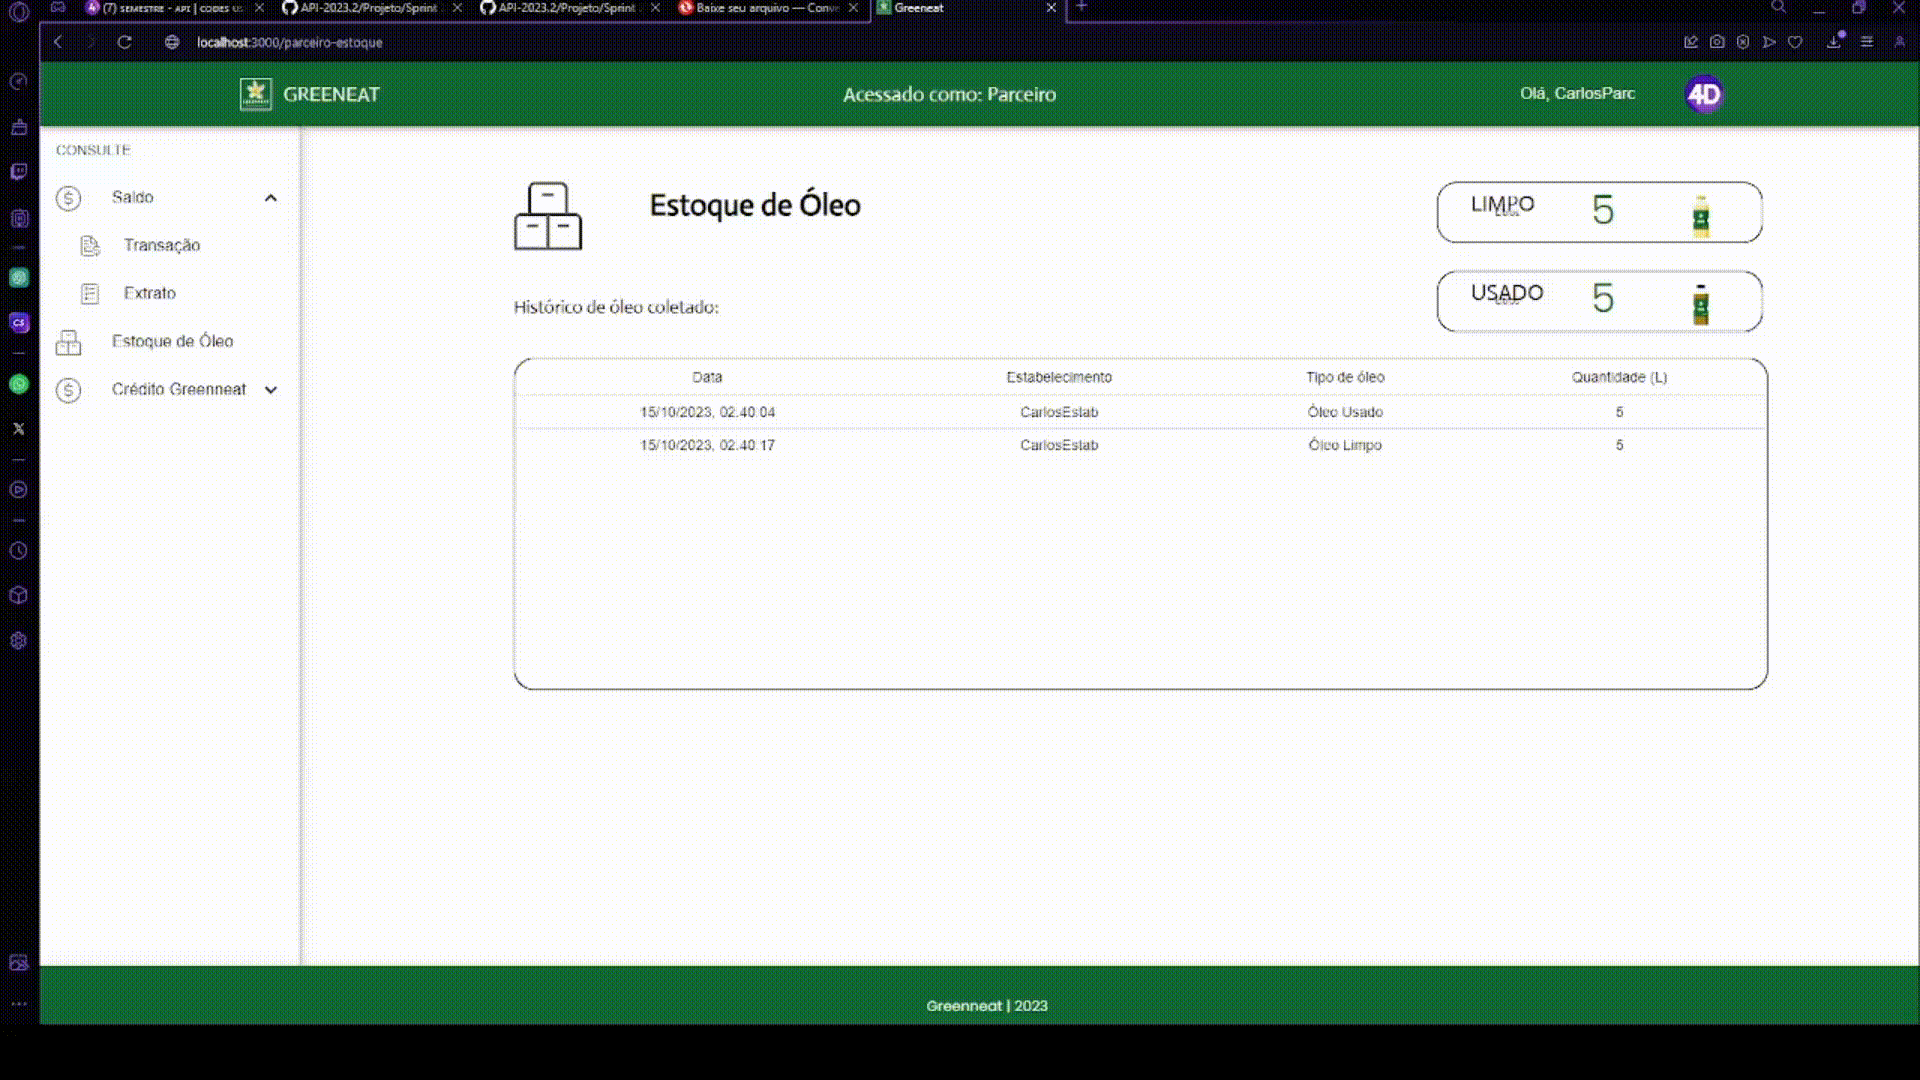 (7) SEMESTRE - API | CODES
API-2023.2/Projeto/Sprint
API-2023.2/Projeto/Sprint
Baixe seu arquivo — Conv
Greeneat
localhost:3000/parceiro-estoque
GREENEAT
Acessado como: Parceiro
Olá, CarlosParc
4D
CONSULTE
Saldo
Transação
Extrato
Estoque de Óleo
Crédito Greenneat
Estoque de Óleo
LIMPO 5
USADO 5
Histórico de óleo coletado:
Data Estabelecimento Tipo de óleo Quantidade (L)
15/10/2023, 02:40:04 CarlosEstab Óleo Usado 5
15/10/2023, 02:40:17 CarlosEstab Óleo Limpo 5
Greenneat | 2023